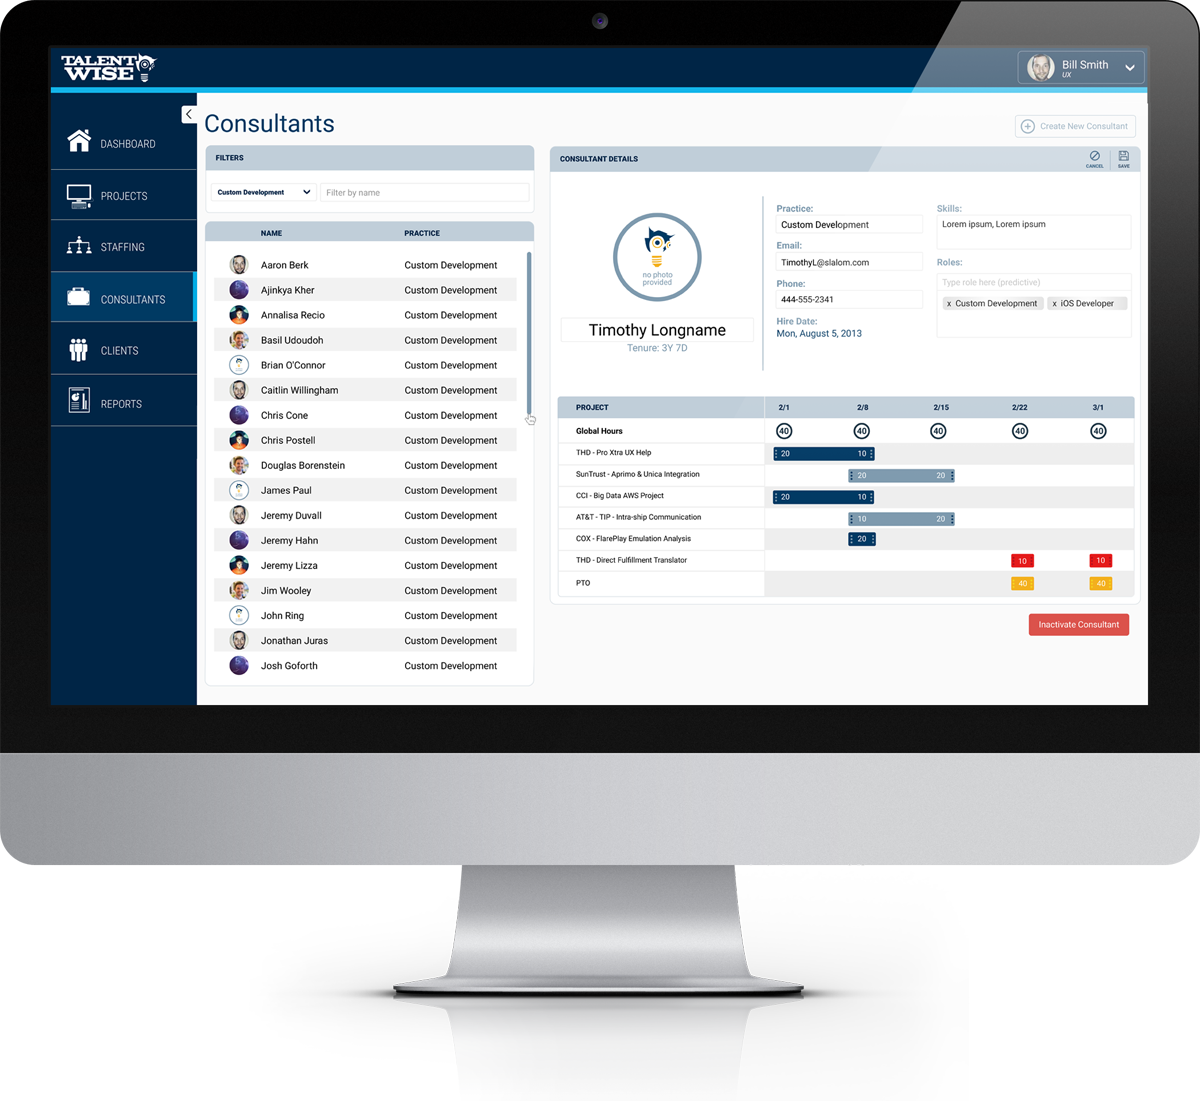 TALENT
WISE
Bill Smith
UX
DASHBOARD
PROJECTS
STAFFING
CONSULTANTS
CLIENTS
REPORTS
Consultants
Create New Consultant
FILTERS
Custom Development
Filter by name
NAME PRACTICE
Aaron Berk Custom Development
Ajinkya Kher Custom Development
Annalisa Recio Custom Development
Basil Udoudoh Custom Development
Brian O'Connor Custom Development
Caitlin Willingham Custom Development
Chris Cone Custom Development
Chris Postell Custom Development
Douglas Borenstein Custom Development
James Paul Custom Development
Jeremy Duvall Custom Development
Jeremy Hahn Custom Development
Jeremy Lizza Custom Development
Jim Wooley Custom Development
John Ring Custom Development
Jonathan Juras Custom Development
Josh Goforth Custom Development
CONSULTANT DETAILS
CANCEL
SAVE
no photo
provided
Timothy Longname
Tenure: 3Y 7D
Practice:
Custom Development
Email:
TimothyL@slalom.com
Phone:
444-555-2341
Hire Date:
Mon, August 5, 2013
Skills:
Lorem ipsum, Lorem ipsum
Roles:
Type role here (predictive)
x Custom Development x iOS Developer
PROJECT 2/1 2/8 2/15 2/22 3/1
Global Hours 40 40 40 40 40
THD - Pro Xtra UX Help 20 10
SunTrust - Aprimo & Unica Integration 20 20
CCI - Big Data AWS Project 20 10
AT&T - TIP - Intra-ship Communication 10 20
COX - FlarePlay Emulation Analysis 20
THD - Direct Fulfillment Translator 10 10
PTO 40 40
Inactivate Consultant